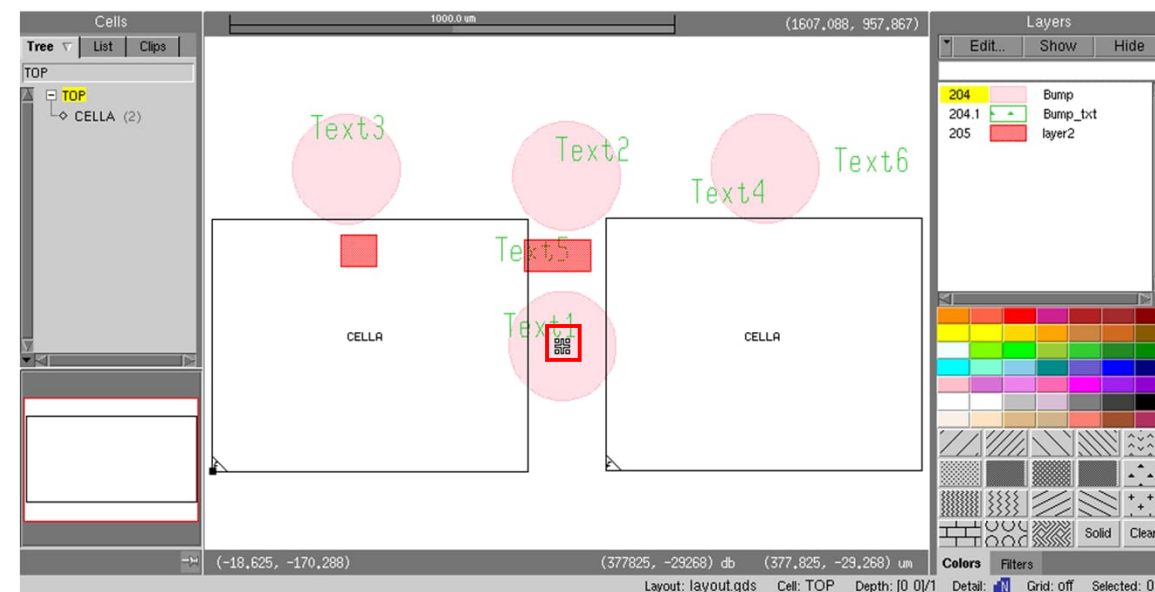 Cells
1000.0 um
(1607.088, 957.867)
Layers
Tree List Clips
Edit... Show Hide
TOP
TOP
CELLA (2)
204 Bump
204.1 Bump_txt
205 layer2
Text3
Text2
Text6
Text4
Text5
Text1
CELLA
CELLA
Solid Clear
(-18.625, -170.288)
(377825, -29268) db
(377.825, -29.268) um
Colors Filters
Layout: layout.gds Cell: TOP Depth: [0 0]/1 Detail: N Grid: off Selected: 0